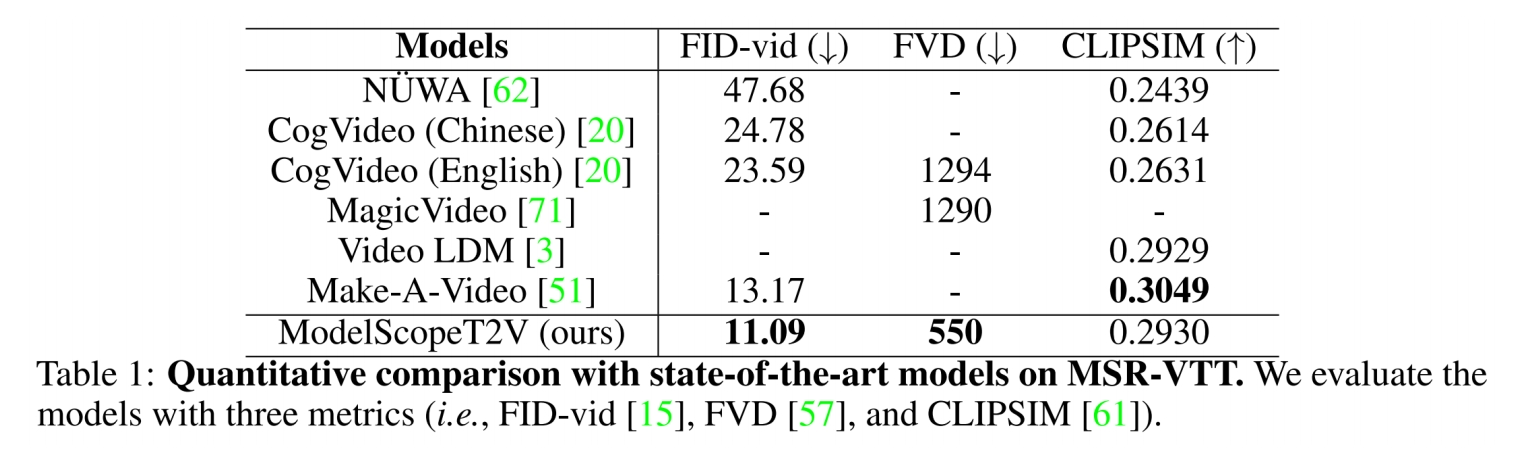 Models FID-vid (↓) FVD (↓) CLIPSIM (↑)
NÜWA [62] 47.68 - 0.2439
CogVideo (Chinese) [20] 24.78 - 0.2614
CogVideo (English) [20] 23.59 1294 0.2631
MagicVideo [71] - 1290 -
Video LDM [3] - - 0.2929
Make-A-Video [51] 13.17 - 0.3049
ModelScopeT2V (ours) 11.09 550 0.2930
Table 1: Quantitative comparison with state-of-the-art models on MSR-VTT. We evaluate the
models with three metrics (i.e., FID-vid [15], FVD [57], and CLIPSIM [61]).